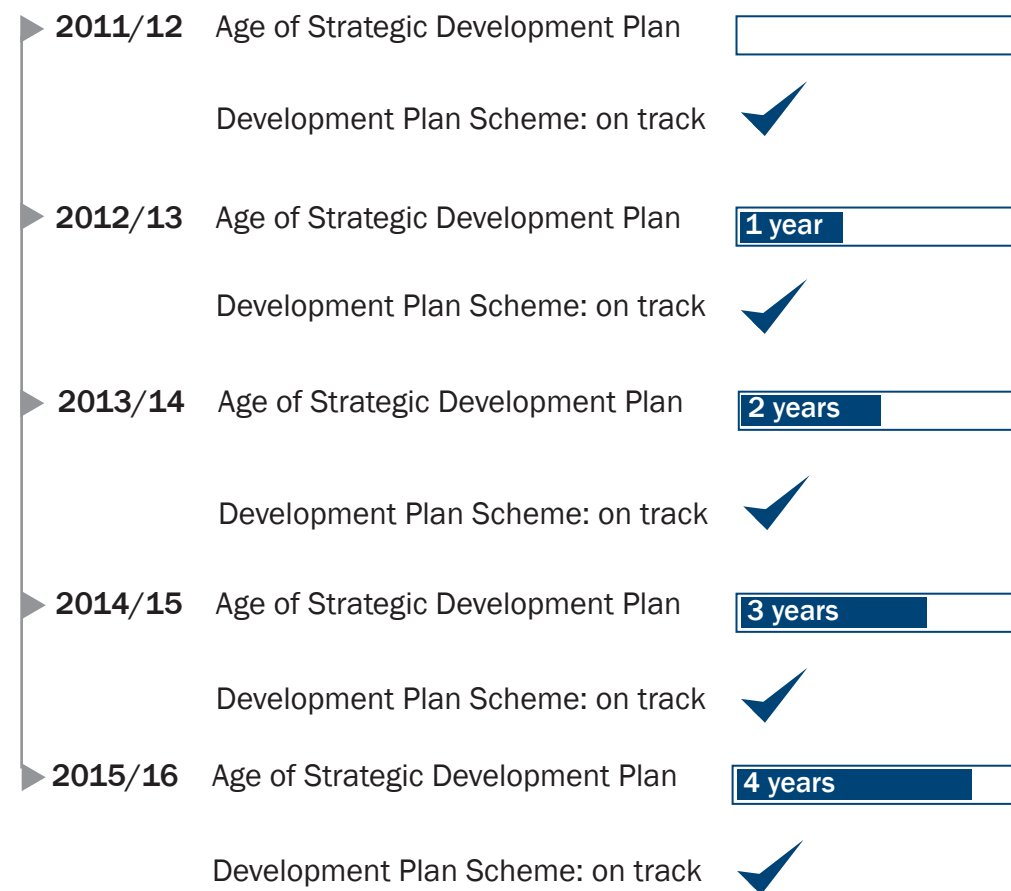 2011/12 Age of Strategic Development Plan
Development Plan Scheme: on track
2012/13 Age of Strategic Development Plan 1 year
Development Plan Scheme: on track
2013/14 Age of Strategic Development Plan 2 years
Development Plan Scheme: on track
2014/15 Age of Strategic Development Plan 3 years
Development Plan Scheme: on track
2015/16 Age of Strategic Development Plan 4 years
Development Plan Scheme: on track